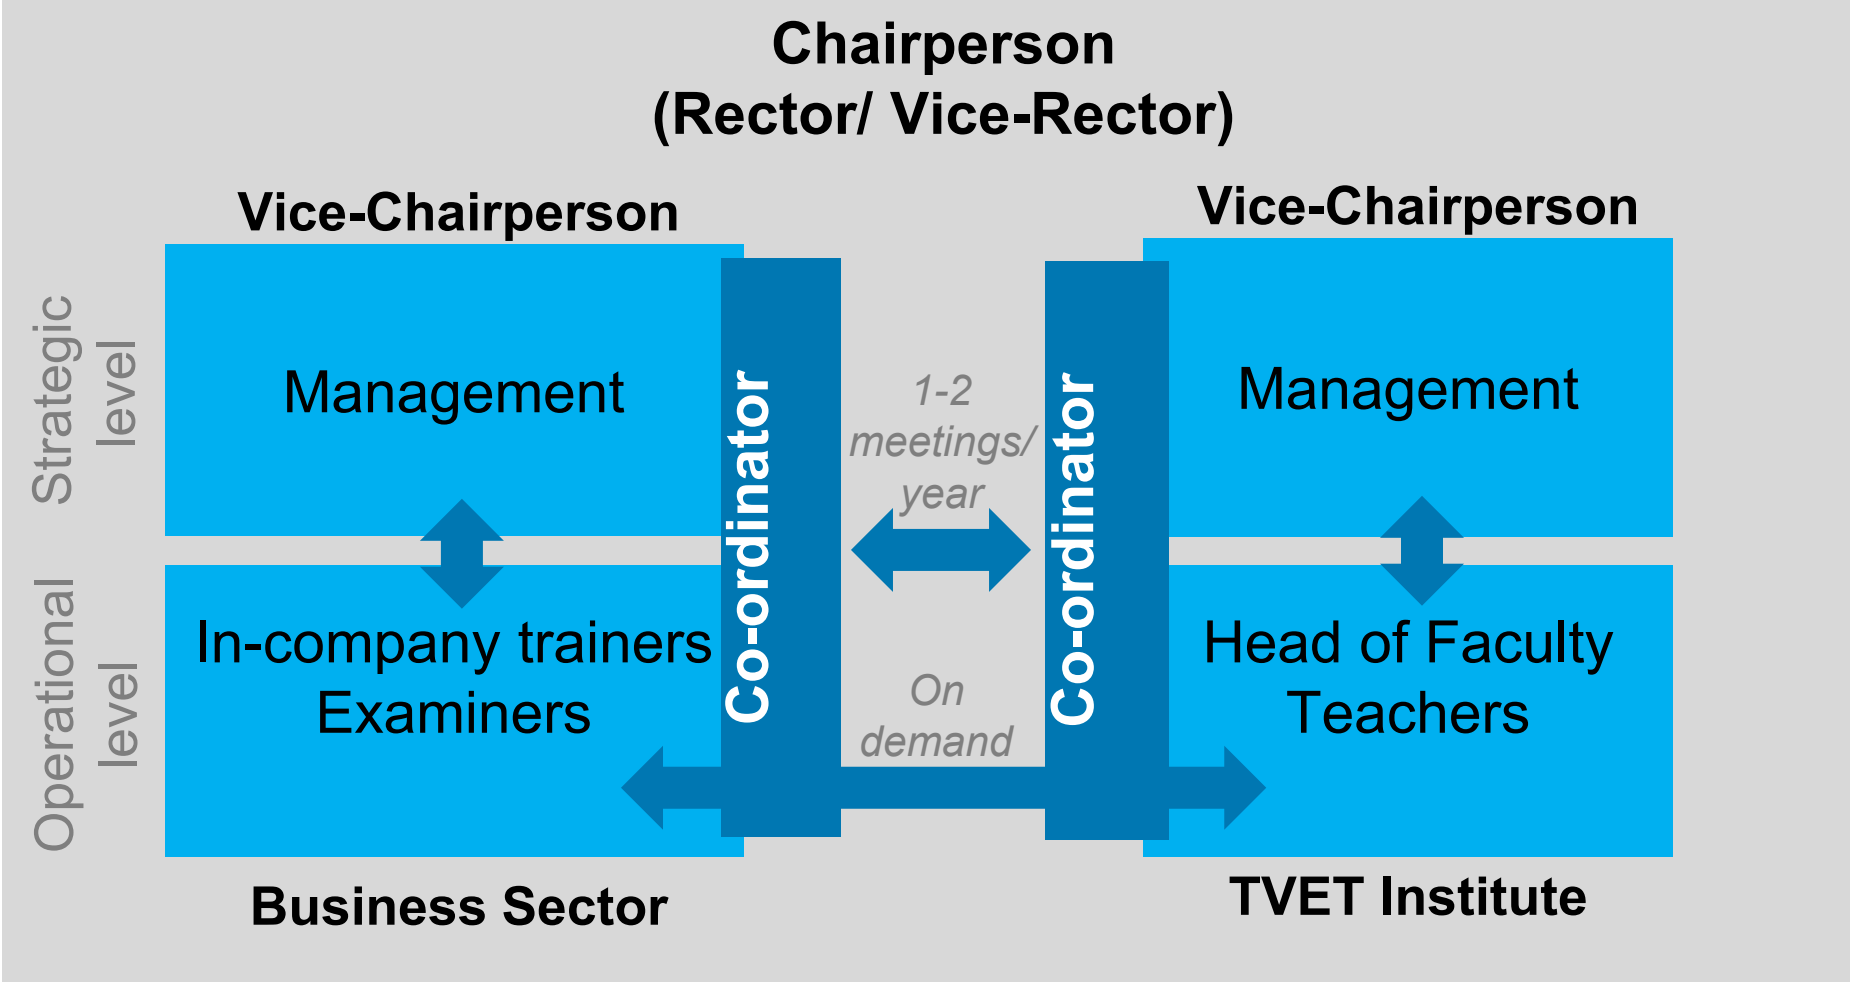 Chairperson
(Rector/ Vice-Rector)
Vice-Chairperson
Vice-Chairperson
Strategic
level
Management
Co-ordinator
1-2
meetings/
year
Co-ordinator
Management
Operational
level
In-company trainers
Examiners
On
demand
Head of Faculty
Teachers
Business Sector
TVET Institute